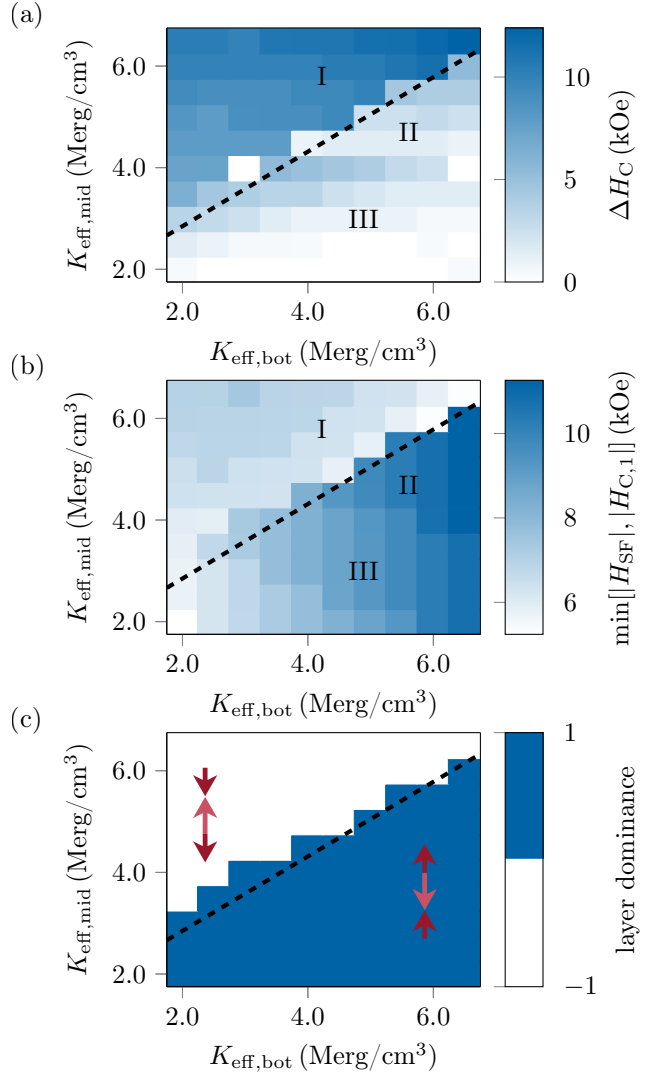 (a)
6.0
4.0
2.0
K_eff,mid (Merg/cm³)
I
II
III
2.0 4.0 6.0
K_eff,bot (Merg/cm³)
10
5
0
ΔH_C (kOe)
(b)
6.0
4.0
2.0
K_eff,mid (Merg/cm³)
I
II
III
2.0 4.0 6.0
K_eff,bot (Merg/cm³)
10
8
6
min[|H_SF|, |H_C,1|] (kOe)
(c)
6.0
4.0
2.0
K_eff,mid (Merg/cm³)
2.0 4.0 6.0
K_eff,bot (Merg/cm³)
1
−1
layer dominance